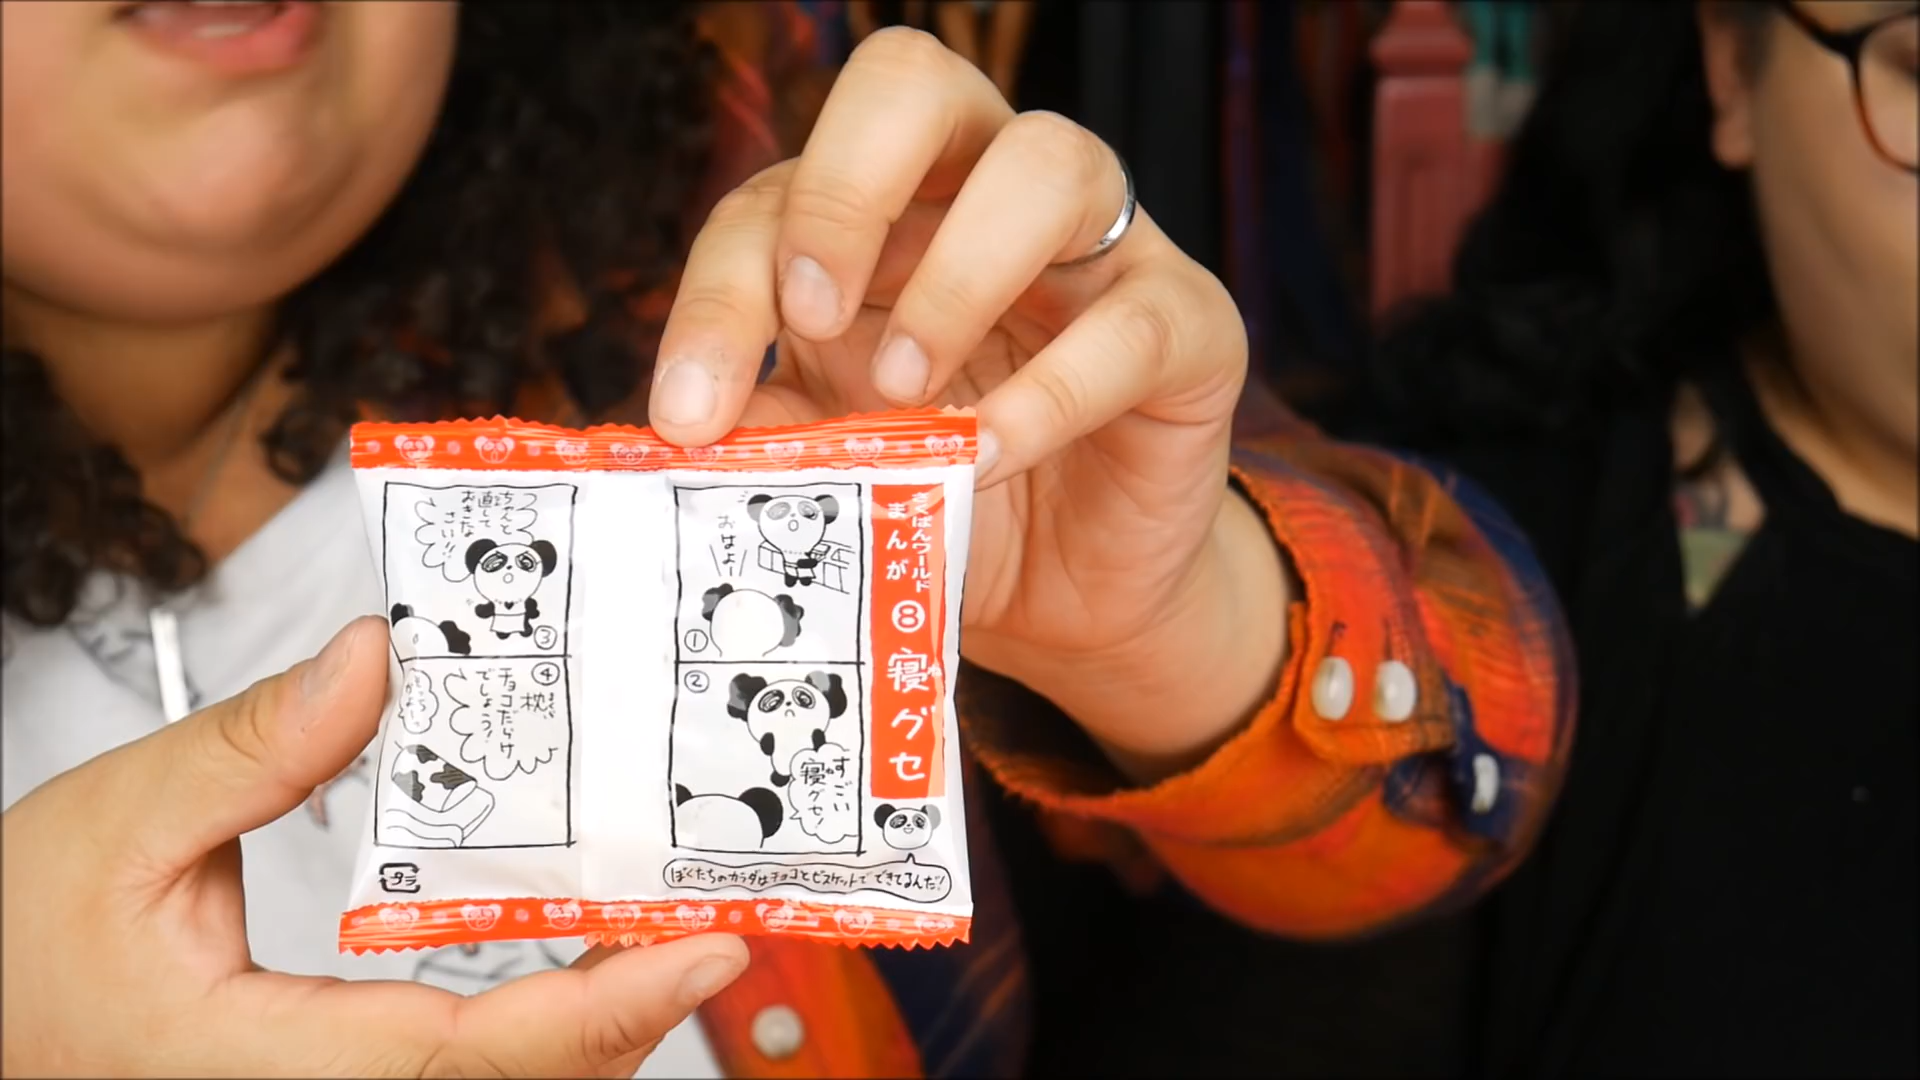 さくぱんワールド
まんが
⑧ 寝グセ
ね
おはよー
①
②
すごい
寝グセ!
ちゃんと
直して
おきな
さい!!
③
④
枕
まくら
チョコだらけ
でしょう!
ぼくたちのカラダはチョコとビスケットでできてるんだ!
プラ